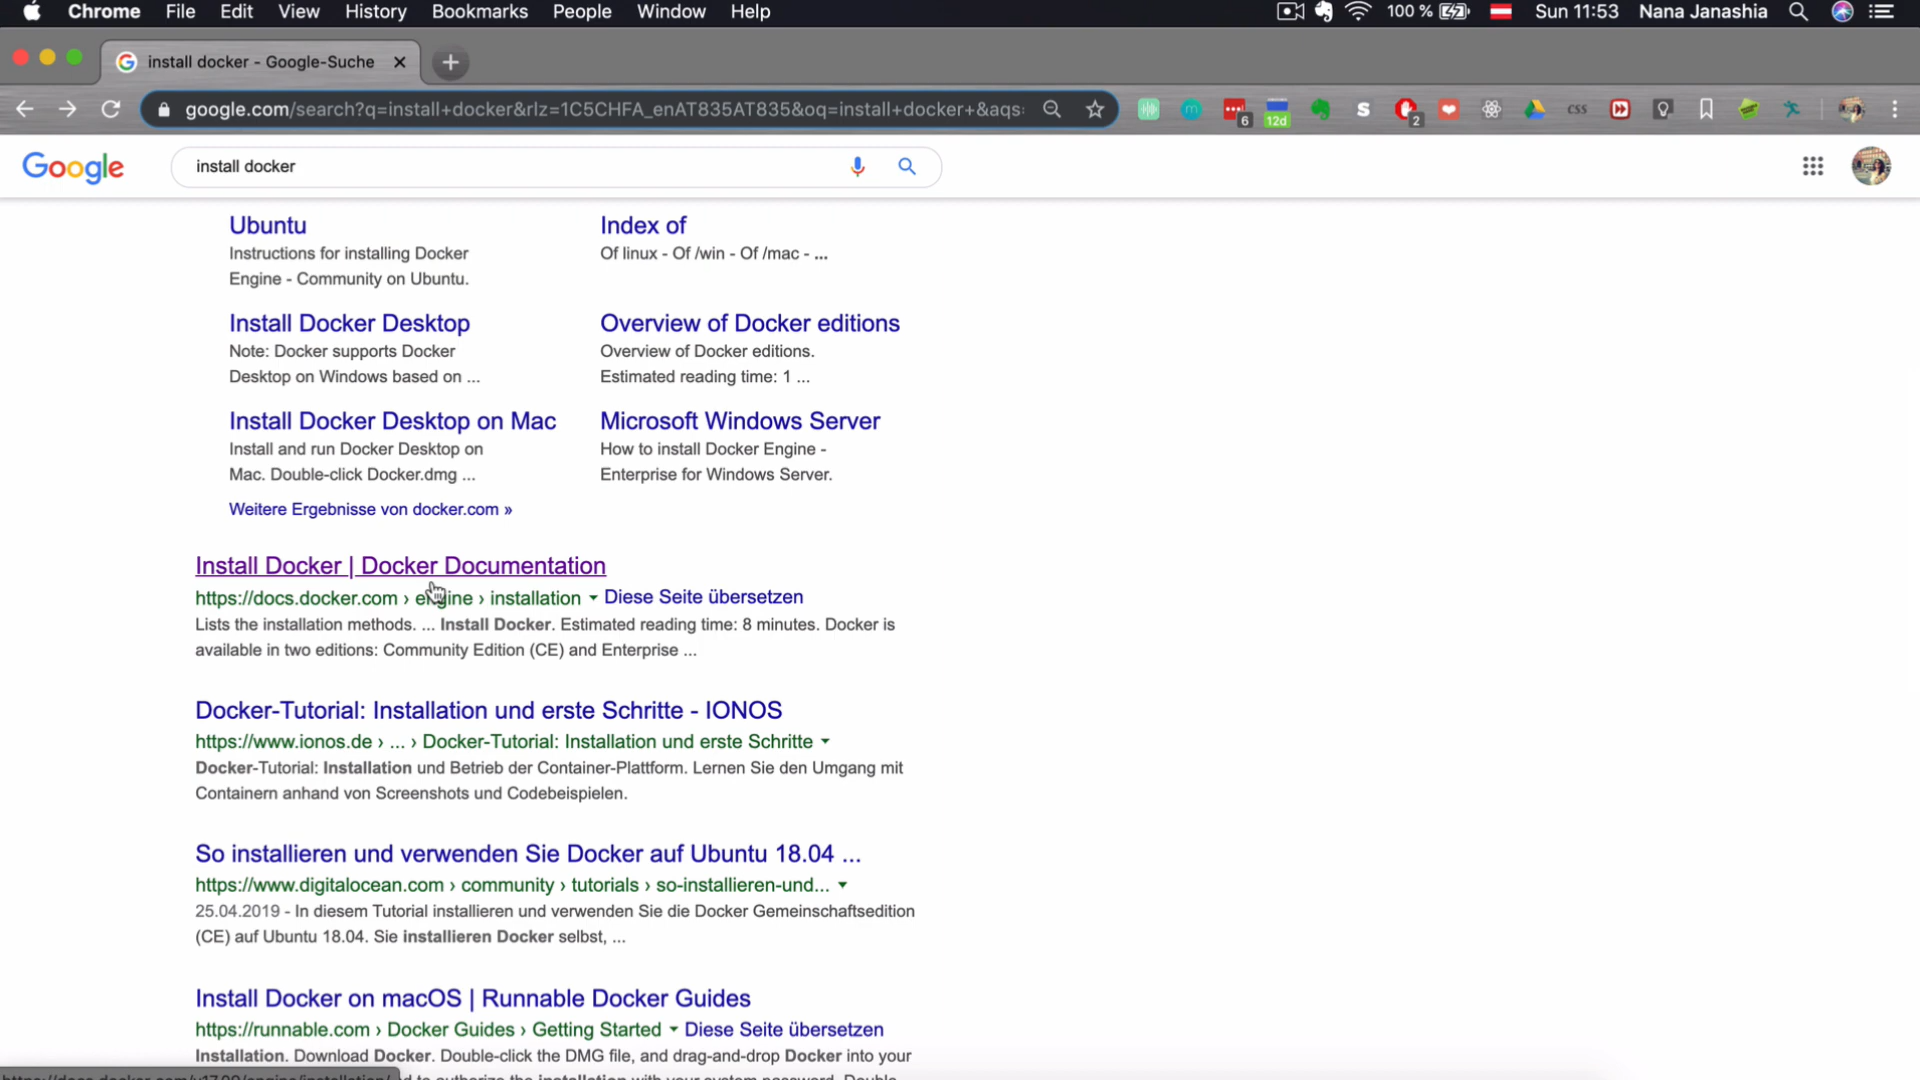 Chrome File Edit View History Bookmarks People Window Help 100 % Sun 11:53 Nana Janashia
install docker - Google-Suche
google.com/search?q=install+docker&rlz=1C5CHFA_enAT835AT835&oq=install+docker+&aqs: 6 12d S 2 CSS
Google install docker
Ubuntu
Instructions for installing Docker
Engine - Community on Ubuntu.
Index of
Of linux - Of /win - Of /mac - ...
Install Docker Desktop
Note: Docker supports Docker
Desktop on Windows based on ...
Overview of Docker editions
Overview of Docker editions.
Estimated reading time: 1 ...
Install Docker Desktop on Mac
Install and run Docker Desktop on
Mac. Double-click Docker.dmg ...
Microsoft Windows Server
How to install Docker Engine -
Enterprise for Windows Server.
Weitere Ergebnisse von docker.com »
Install Docker | Docker Documentation
https://docs.docker.com › engine › installation Diese Seite übersetzen
Lists the installation methods. ... Install Docker. Estimated reading time: 8 minutes. Docker is
available in two editions: Community Edition (CE) and Enterprise ...
Docker-Tutorial: Installation und erste Schritte - IONOS
https://www.ionos.de › ... › Docker-Tutorial: Installation und erste Schritte
Docker-Tutorial: Installation und Betrieb der Container-Plattform. Lernen Sie den Umgang mit
Containern anhand von Screenshots und Codebeispielen.
So installieren und verwenden Sie Docker auf Ubuntu 18.04 ...
https://www.digitalocean.com › community › tutorials › so-installieren-und...
25.04.2019 - In diesem Tutorial installieren und verwenden Sie die Docker Gemeinschaftsedition
(CE) auf Ubuntu 18.04. Sie installieren Docker selbst, ...
Install Docker on macOS | Runnable Docker Guides
https://runnable.com › Docker Guides › Getting Started Diese Seite übersetzen
Installation. Download Docker. Double-click the DMG file, and drag-and-drop Docker into your